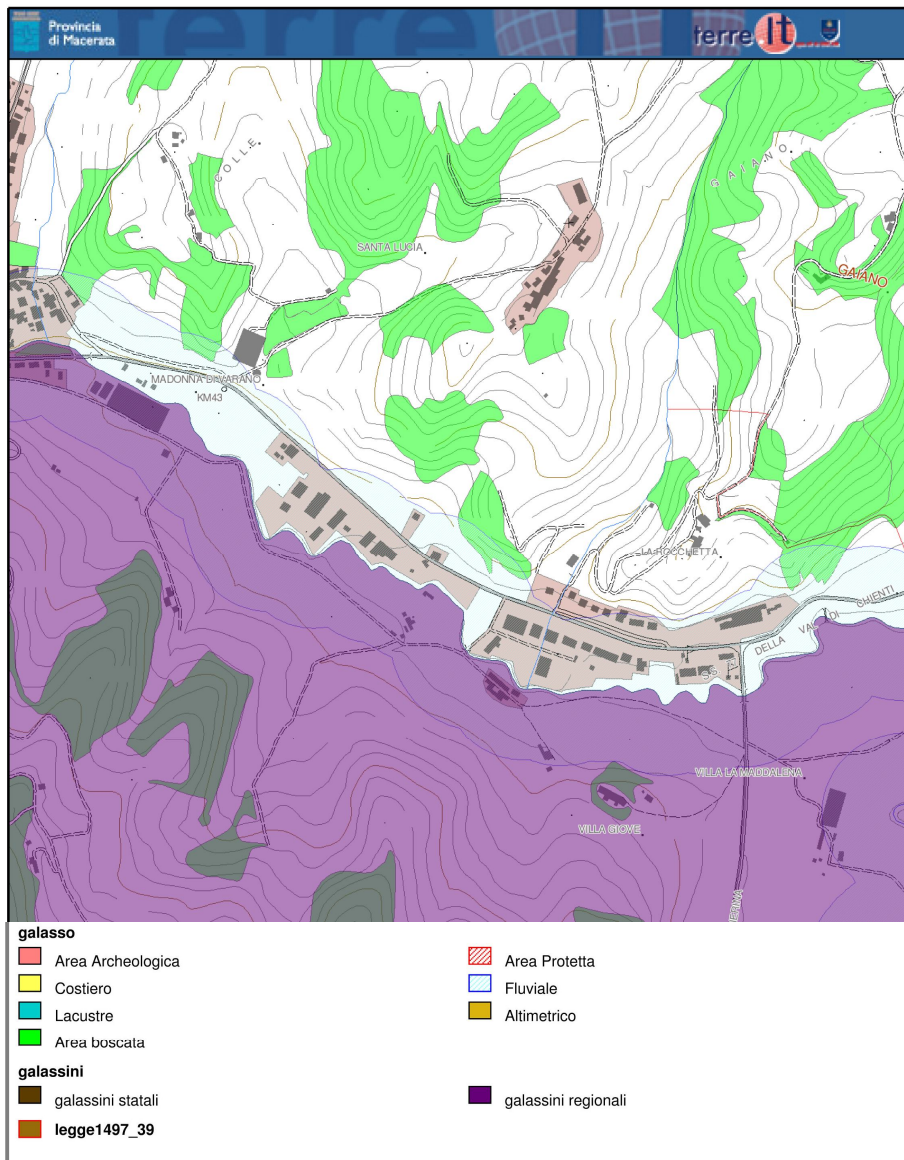 Provincia
di Macerata
terre.It
COLLE
GAIANO
SANTA LUCIA
GAIANO
MADONNA DI VARANO
KM43
LA ROCCHETTA
DELLA VAL DI CHIENTI
S.S.
VILLA LA MADDALENA
VILLA GIOVE
galasso
Area Archeologica
Area Protetta
Costiero
Fluviale
Lacustre
Altimetrico
Area boscata
galassini
galassini statali
galassini regionali
legge1497_39